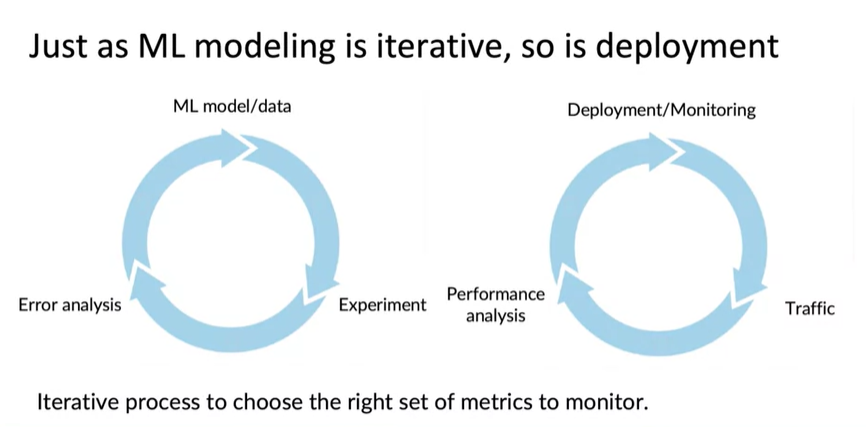 Just as ML modeling is iterative, so is deployment
ML model/data
Experiment
Error analysis
Deployment/Monitoring
Traffic
Performance
analysis
Iterative process to choose the right set of metrics to monitor.